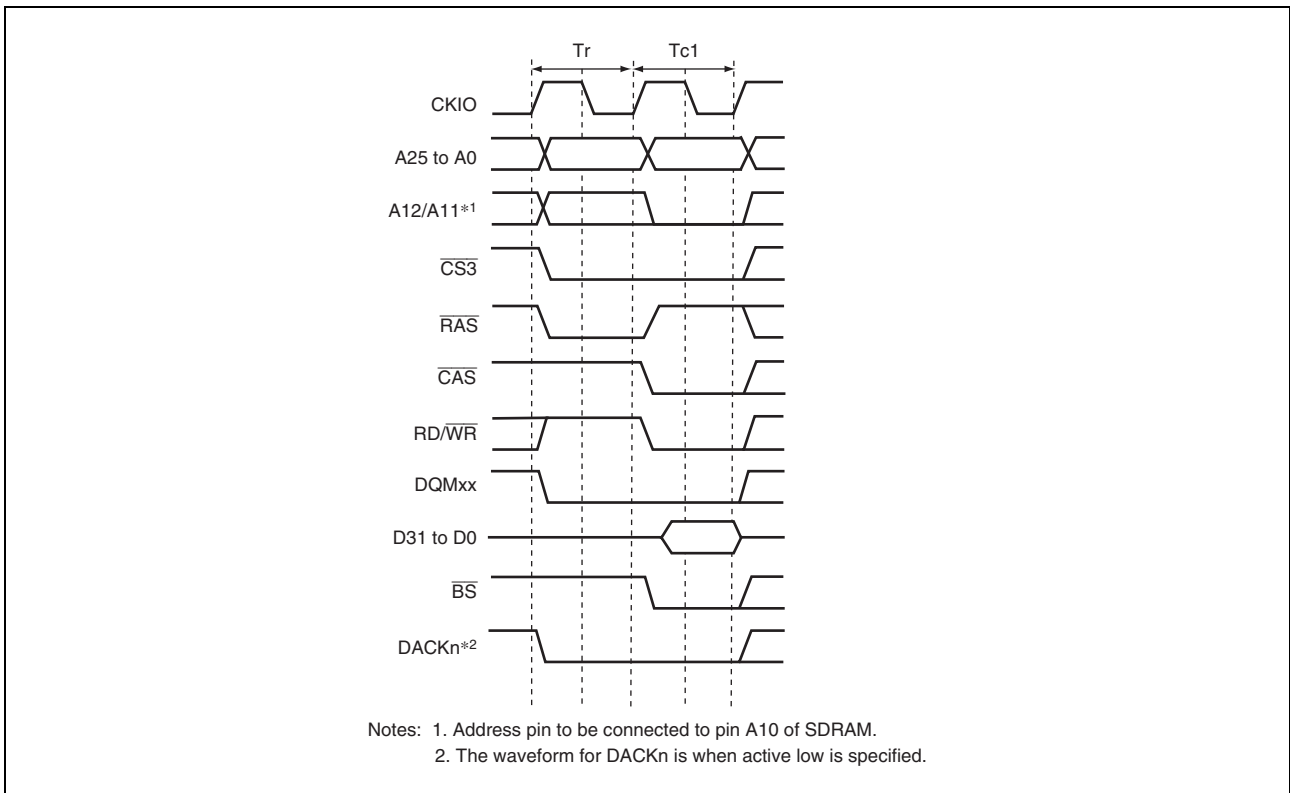 Tr Tc1
CKIO
A25 to A0
A12/A11*1
CS3
RAS
CAS
RD/WR
DQMxx
D31 to D0
BS
DACKn*2
Notes: 1. Address pin to be connected to pin A10 of SDRAM.
2. The waveform for DACKn is when active low is specified.